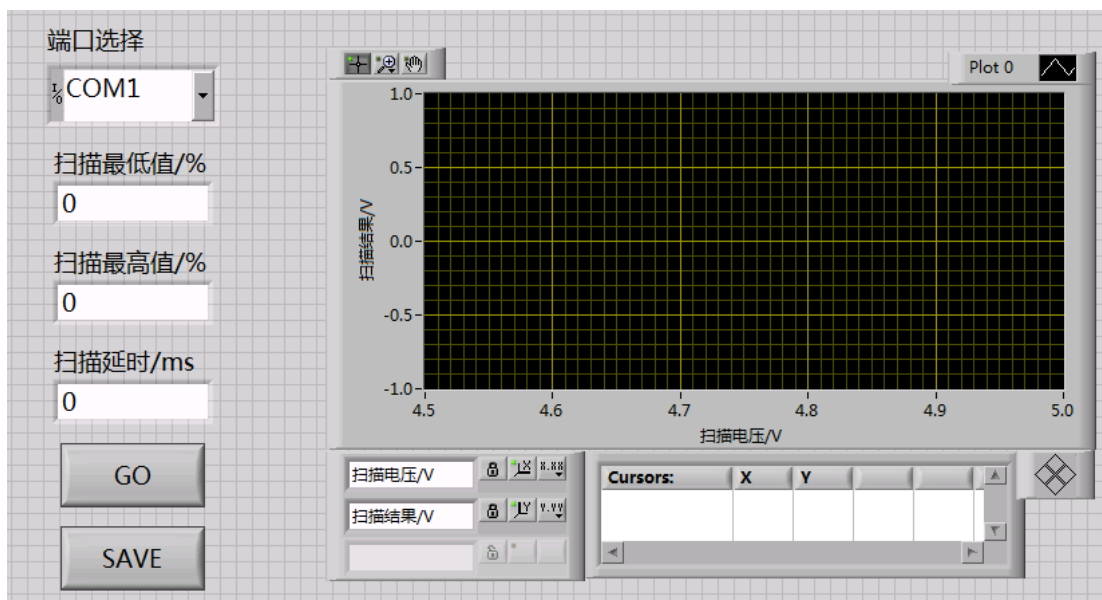 端口选择
COM1
扫描最低值/%
0
扫描最高值/%
0
扫描延时/ms
0
GO
SAVE
Plot 0
扫描结果/V
1.0
0.5
0.0
-0.5
-1.0
4.5 4.6 4.7 4.8 4.9 5.0
扫描电压/V
扫描电压/V
扫描结果/V
Cursors: X Y